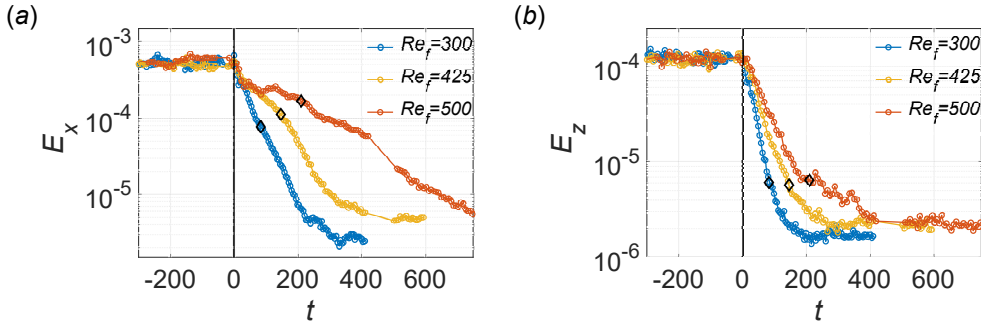 (a)
10⁻³
10⁻⁴
10⁻⁵
E_x
Re_f=300
Re_f=425
Re_f=500
-200 0 200 400 600
t
(b)
10⁻⁴
10⁻⁵
10⁻⁶
E_z
Re_f=300
Re_f=425
Re_f=500
-200 0 200 400 600
t